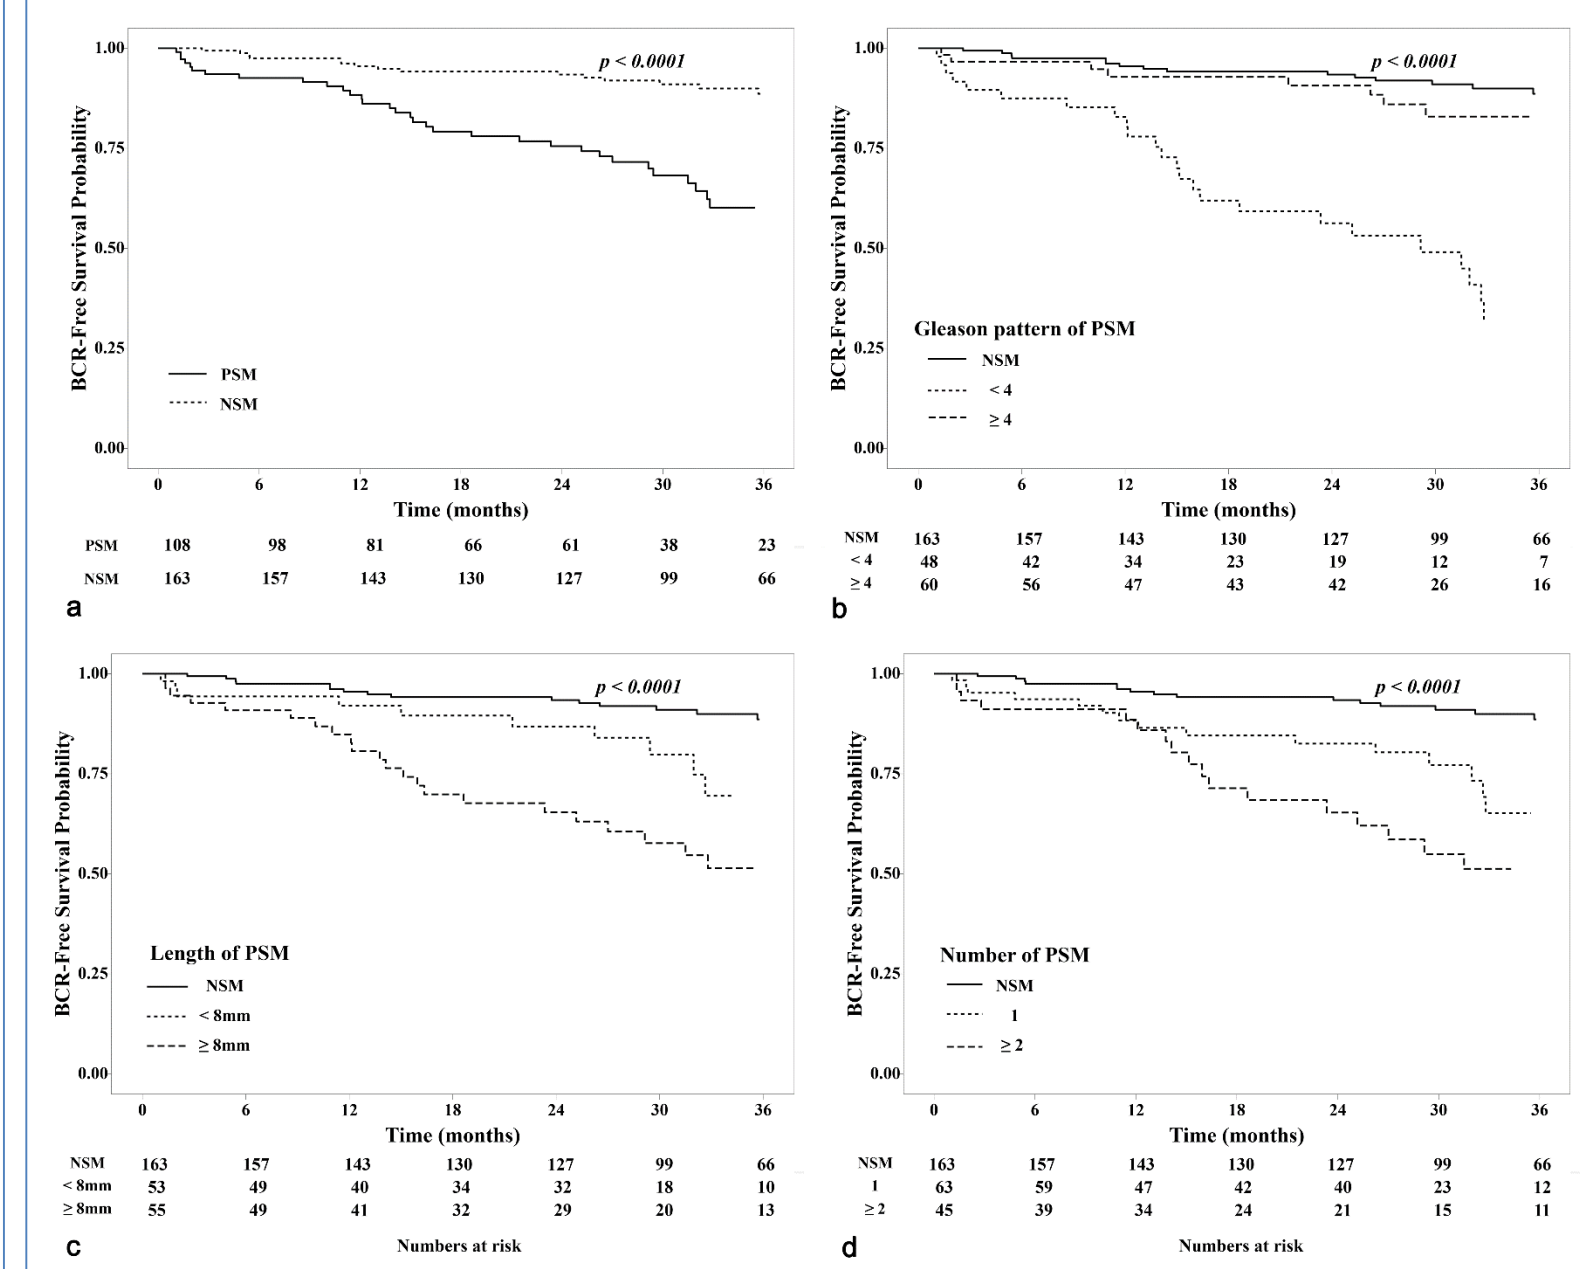 1.00
0.75
0.50
0.25
0.00
BCR-Free Survival Probability
p < 0.0001
PSM
NSM
0 6 12 18 24 30 36
Time (months)
PSM 108 98 81 66 61 38 23
NSM 163 157 143 130 127 99 66
a
1.00
0.75
0.50
0.25
0.00
BCR-Free Survival Probability
p < 0.0001
Gleason pattern of PSM
NSM
< 4
≥ 4
0 6 12 18 24 30 36
Time (months)
NSM 163 157 143 130 127 99 66
< 4 48 42 34 23 19 12 7
≥ 4 60 56 47 43 42 26 16
b
1.00
0.75
0.50
0.25
0.00
BCR-Free Survival Probability
p < 0.0001
Length of PSM
NSM
< 8mm
≥ 8mm
0 6 12 18 24 30 36
Time (months)
NSM 163 157 143 130 127 99 66
< 8mm 53 49 40 34 32 18 10
≥ 8mm 55 49 41 32 29 20 13
Numbers at risk
c
1.00
0.75
0.50
0.25
0.00
BCR-Free Survival Probability
p < 0.0001
Number of PSM
NSM
1
≥ 2
0 6 12 18 24 30 36
Time (months)
NSM 163 157 143 130 127 99 66
1 63 59 47 42 40 23 12
≥ 2 45 39 34 24 21 15 11
Numbers at risk
d